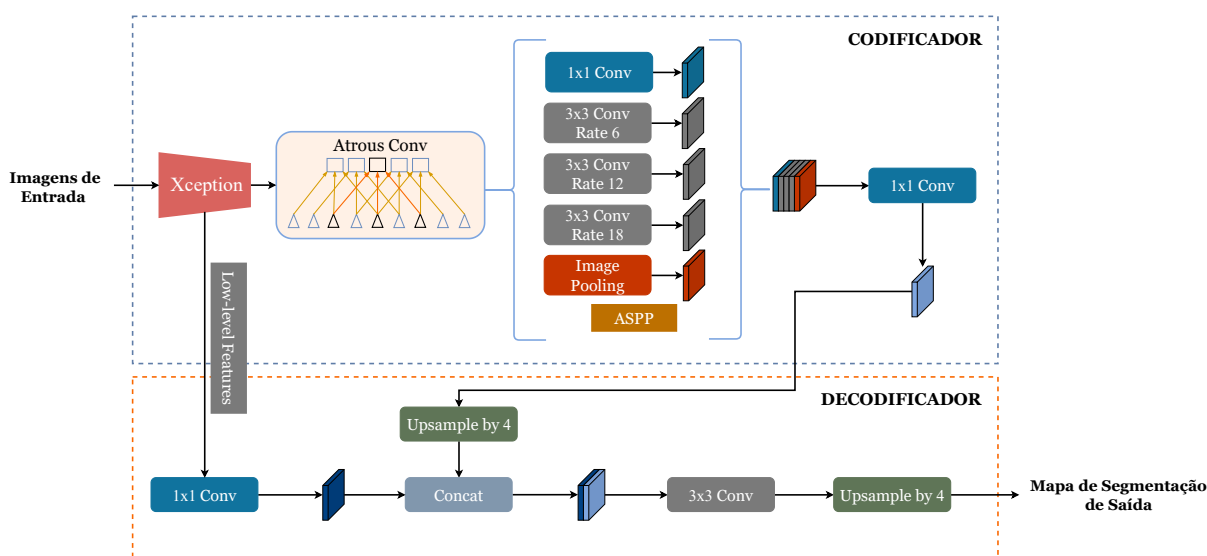 CODIFICADOR
Imagens de
Entrada
Xception
Atrous Conv
1x1 Conv
3x3 Conv
Rate 6
3x3 Conv
Rate 12
3x3 Conv
Rate 18
Image
Pooling
ASPP
1x1 Conv
Low-level Features
DECODIFICADOR
Upsample by 4
1x1 Conv
Concat
3x3 Conv
Upsample by 4
Mapa de Segmentação
de Saída